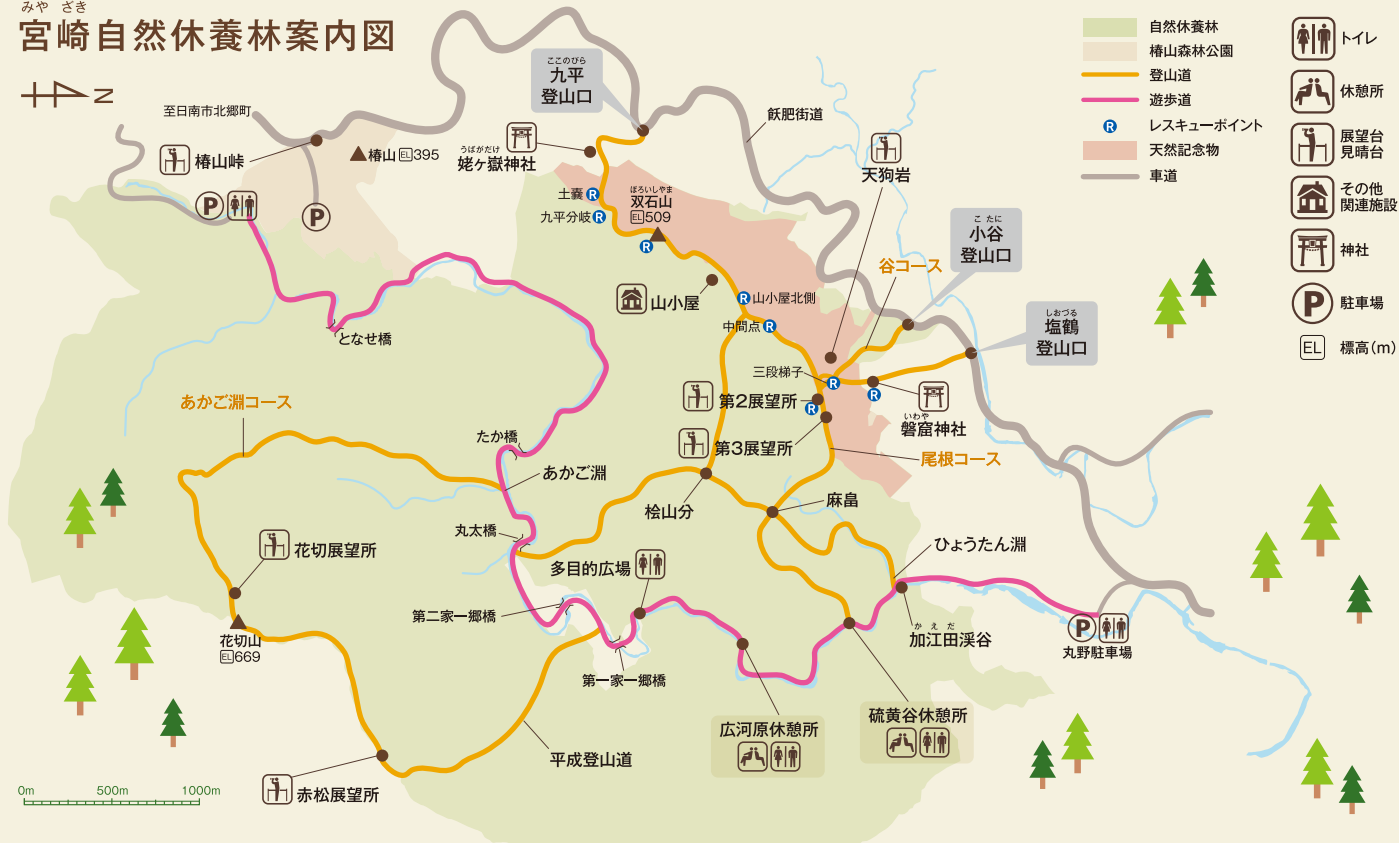 みや ざき
宮崎自然休養林案内図
N
至日南市北郷町
椿山峠
P
P
椿山 EL395
ここのびら
九平
登山口
うばがだけ
姥ヶ嶽神社
飫肥街道
天狗岩
土嚢 R
九平分岐 R
ぼろいしやま
双石山
EL509
R
山小屋
R 山小屋北側
中間点 R
谷コース
こ たに
小谷
登山口
しおづる
塩鶴
登山口
三段梯子
R
R
第2展望所
R
第3展望所
いわや
磐窟神社
尾根コース
となせ橋
あかご淵コース
たか橋
あかご淵
丸太橋
桧山分
麻畠
ひょうたん淵
多目的広場
第二家一郷橋
第一家一郷橋
花切展望所
花切山
EL669
赤松展望所
平成登山道
広河原休憩所
硫黄谷休憩所
か え だ
加江田渓谷
P
丸野駐車場
0m 500m 1000m
自然休養林
椿山森林公園
登山道
遊歩道
R レスキューポイント
天然記念物
車道
トイレ
休憩所
展望台
見晴台
その他
関連施設
神社
P 駐車場
EL 標高(m)